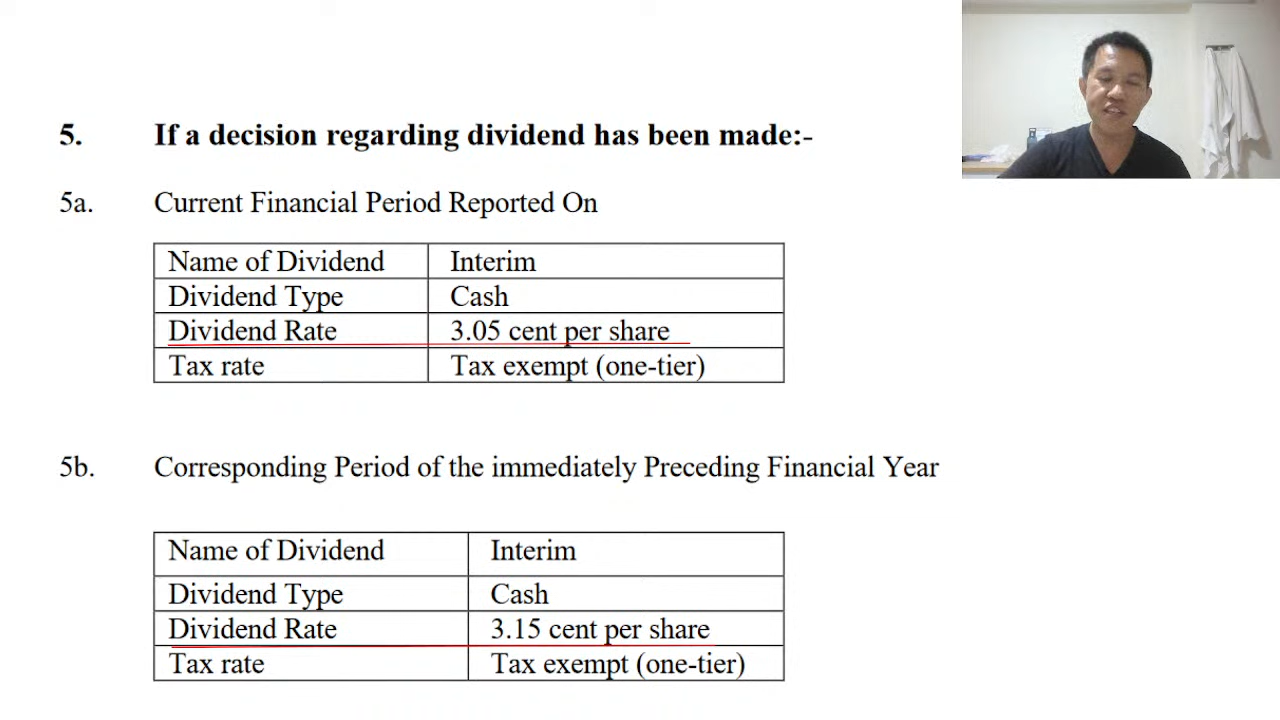 5. If a decision regarding dividend has been made:-
5a. Current Financial Period Reported On
Name of Dividend Interim
Dividend Type Cash
Dividend Rate 3.05 cent per share
Tax rate Tax exempt (one-tier)
5b. Corresponding Period of the immediately Preceding Financial Year
Name of Dividend Interim
Dividend Type Cash
Dividend Rate 3.15 cent per share
Tax rate Tax exempt (one-tier)